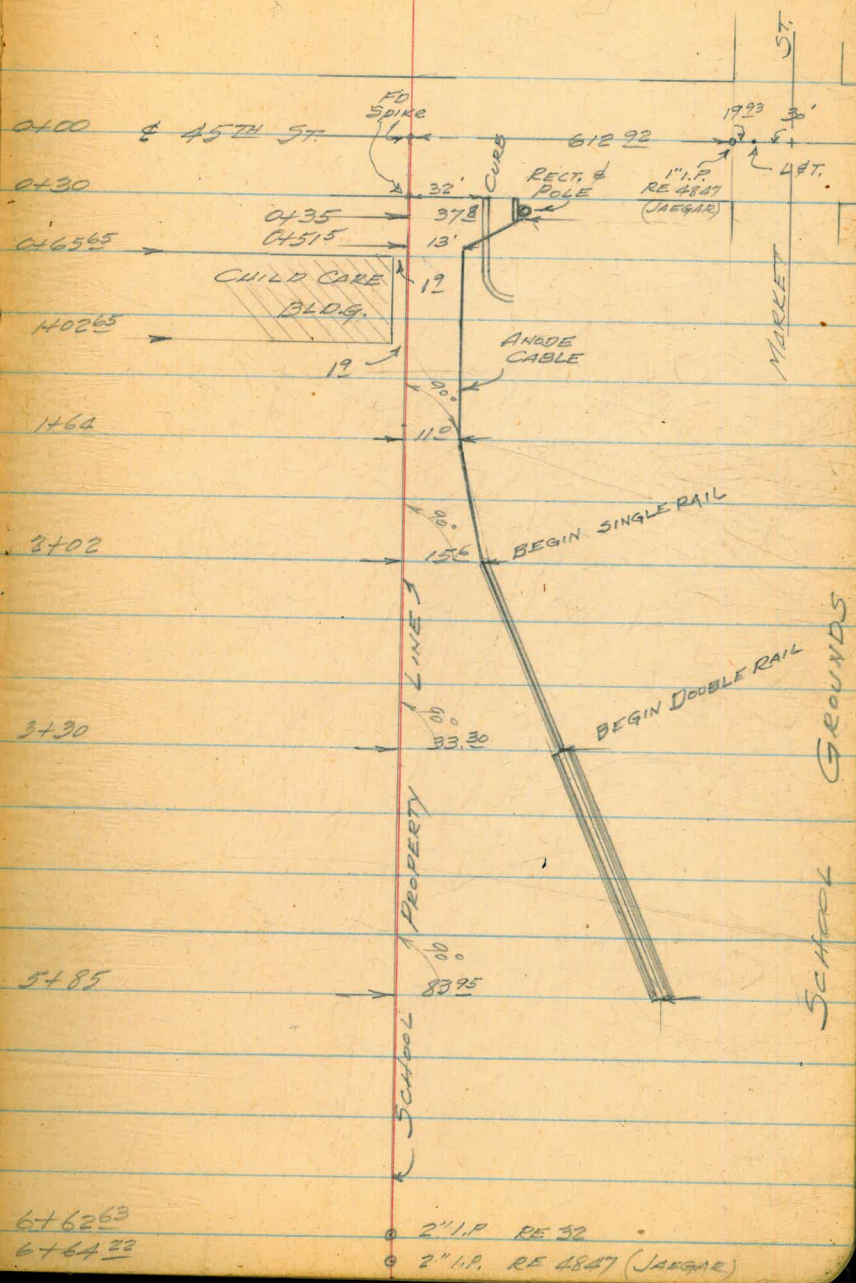 ST.
MARKET
FD
SPIKE
0+00 ℄ 45TH ST. 612 92 19 93 30'
L&T.
1" I.P.
RE 4847
(JAEGAR)
CURB
RECT. &
POLE
0+30 32'
0+35 37 8
0+51 5 13'
0+65 65
CHILD CARE
BLDG.
1 9
1+02 65
1 9
ANODE
CABLE
90°
1+64 11 0
90°
3+02 15 6 BEGIN SINGLE RAIL
90°
3+30 33.30 BEGIN DOUBLE RAIL
90°
5+85 83 95
SCHOOL PROPERTY LINE
SCHOOL GROUNDS
6+62 63 2" I.P RE 32
6+64 22 2" I.P. RE 4847 (JAEGAR)